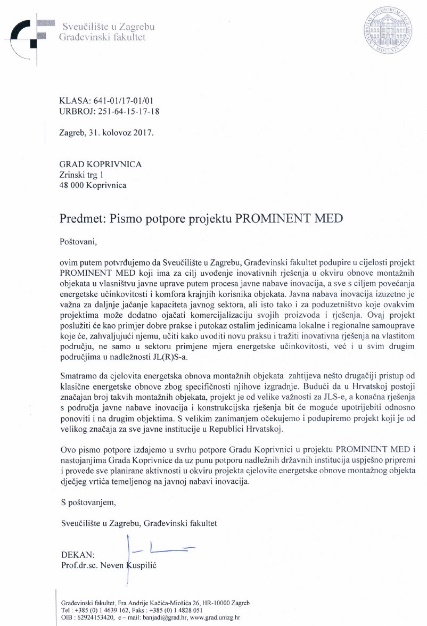 Sveučilište u Zagrebu
Građevinski fakultet
KLASA: 641-01/17-01/01
URBROJ: 251-64-15-17-18
Zagreb, 31. kolovoz 2017.
GRAD KOPRIVNICA
Zrinski trg 1
48 000 Koprivnica
Predmet: Pismo potpore projektu PROMINENT MED
Poštovani,
ovim putem potvrđujemo da Sveučilište u Zagrebu, Građevinski fakultet podupire u cijelosti projekt
PROMINENT MED koji ima za cilj uvođenje inovativnih rješenja u okviru obnove montažnih
objekata u vlasništvu javne uprave putem procesa javne nabave inovacija, a sve s ciljem povećanja
energetske učinkovitosti i komfora krajnjih korisnika objekata. Javna nabava inovacija izuzetno je
važna za daljnje jačanje kapaciteta javnog sektora, ali isto tako i za poduzetništvo koje ovakvim
projektima može dodatno ojačati komercijalizaciju svojih proizvoda i rješenja. Ovaj projekt
poslužiti će kao primjer dobre prakse i putokaz ostalim jedinicama lokalne i regionalne samouprave
koje će, zahvaljujući njemu, učiti kako uvoditi novu praksu i tražiti inovativna rješenja na vlastitom
području, ne samo u sektoru primjene mjera energetske učinkovitosti, već i u svim drugim
područjima u nadležnosti JL(R)S-a.
Smatramo da cjelovita energetska obnova montažnih objekata zahtijeva nešto drugačiji pristup od
klasične energetske obnove zbog specifičnosti njihove izgradnje. Budući da u Hrvatskoj postoji
značajan broj takvih montažnih objekata, projekt je od velike važnosti za JLS-e, a konačna rješenja
s područja javne nabave inovacija i konstrukcijska rješenja bit će moguće upotrijebiti odnosno
ponoviti i na drugim objektima. S velikim zanimanjem očekujemo i podupiremo projekt koji je od
velikog značaja za sve javne institucije u Republici Hrvatskoj.
Ovo pismo potpore izdajemo u svrhu potpore Gradu Koprivnici u projektu PROMINENT MED i
nastojanjima Grada Koprivnice da uz punu potporu nadležnih državnih institucija uspješno pripremi
i provede sve planirane aktivnosti u okviru projekta cjelovite energetske obnove montažnog objekta
dječjeg vrtića temeljenog na javnoj nabavi inovacija.
S poštovanjem,
Sveučilište u Zagrebu, Građevinski fakultet
DEKAN:
Prof.dr.sc. Neven Kuspilić
Građevinski fakultet, Fra Andrije Kačića-Miošića 26, HR-10000 Zagreb
Tel : +385 (0) 1 4639 162, Faks : +385 (0) 1 4828 051
OIB : 62924153420, e – mail: banjadi@grad.hr, www.grad.unizg.hr